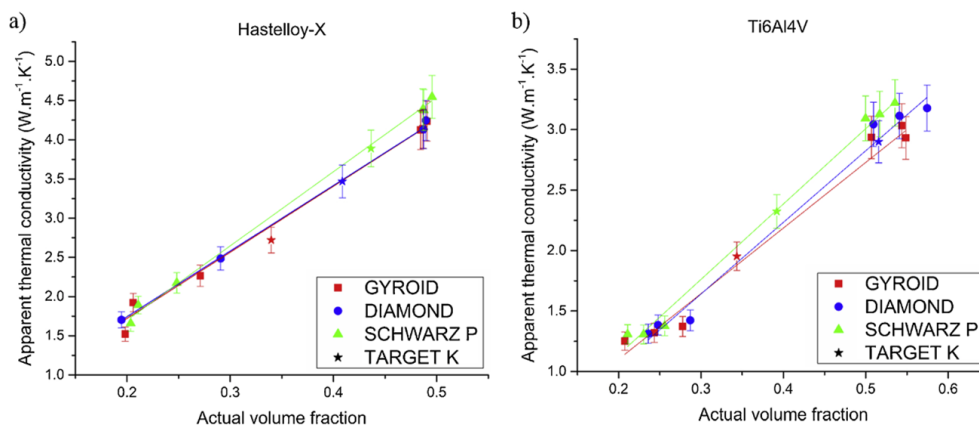 a)
Hastelloy-X
Apparent thermal conductivity (W.m⁻¹.K⁻¹)
5.0
4.5
4.0
3.5
3.0
2.5
2.0
1.5
1.0
GYROID
DIAMOND
SCHWARZ P
TARGET K
0.2
0.3
0.4
0.5
Actual volume fraction
b)
Ti6Al4V
Apparent thermal conductivity (W.m⁻¹.K⁻¹)
3.5
3.0
2.5
2.0
1.5
1.0
GYROID
DIAMOND
SCHWARZ P
TARGET K
0.2
0.3
0.4
0.5
0.6
Actual volume fraction